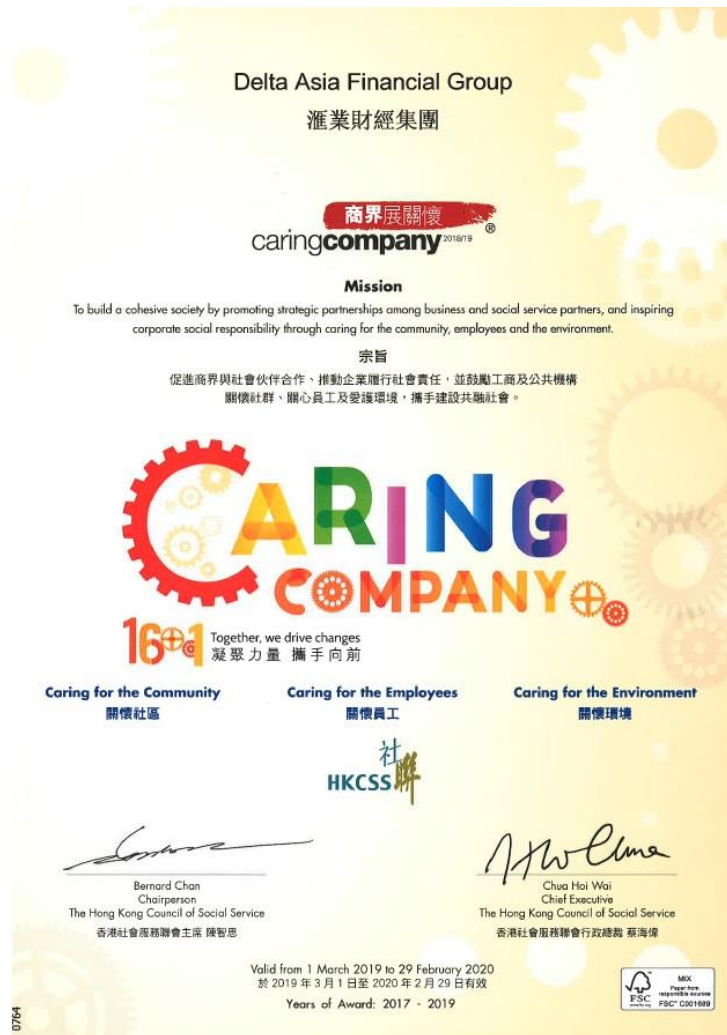 Delta Asia Financial Group
滙業財經集團
商界展關懷
caringcompany 2018/19 ®
Mission
To build a cohesive society by promoting strategic partnerships among business and social service partners, and inspiring
corporate social responsibility through caring for the community, employees and the environment.
宗旨
促進商界與社會伙伴合作、推動企業履行社會責任，並鼓勵工商及公共機構
關懷社群、關心員工及愛護環境，攜手建設共融社會。
CARING
COMPANY
16+1 Together, we drive changes
凝聚力量 攜手向前
Caring for the Community
關懷社區
Caring for the Employees
關懷員工
Caring for the Environment
關懷環境
HKCSS 社聯
Bernard Chan
Chairperson
The Hong Kong Council of Social Service
香港社會服務聯會主席 陳智思
Chua Hoi Wai
Chief Executive
The Hong Kong Council of Social Service
香港社會服務聯會行政總裁 蔡海偉
Valid from 1 March 2019 to 29 February 2020
於 2019 年 3 月 1 日至 2020 年 2 月 29 日有效
Years of Award: 2017 - 2019
FSC
www.fsc.org
MIX
Paper from
responsible sources
FSC™ C001689
0764